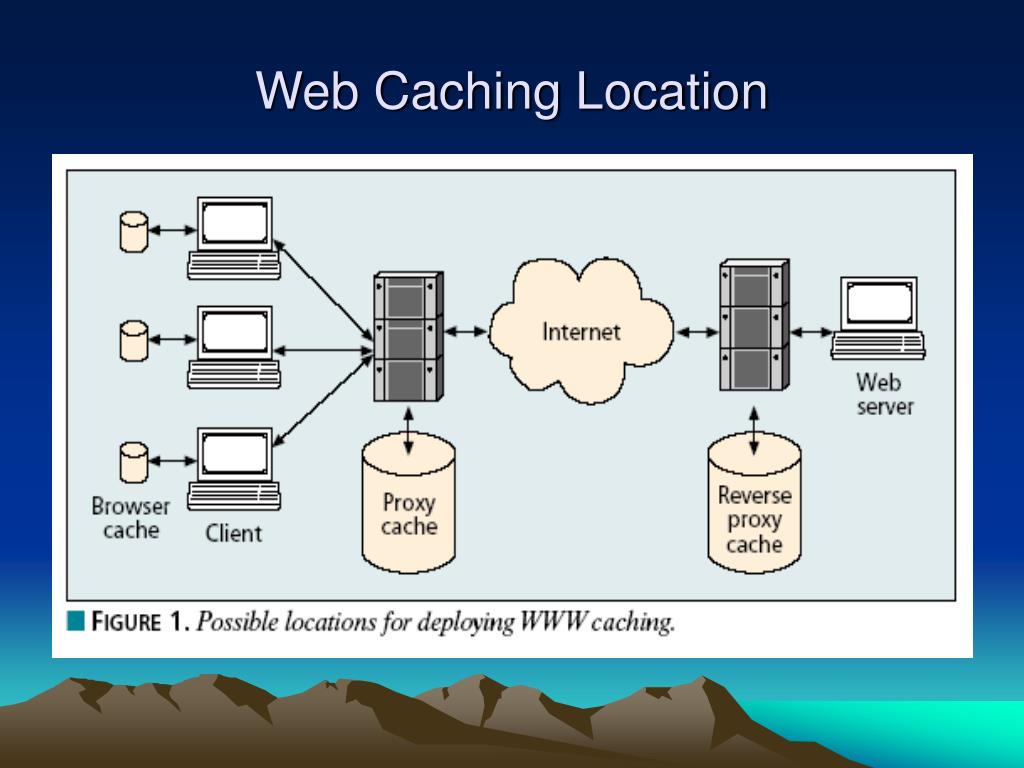 Web Caching Location
Internet
Web
server
Browser
cache
Client
Proxy
cache
Reverse
proxy
cache
FIGURE 1. Possible locations for deploying WWW caching.